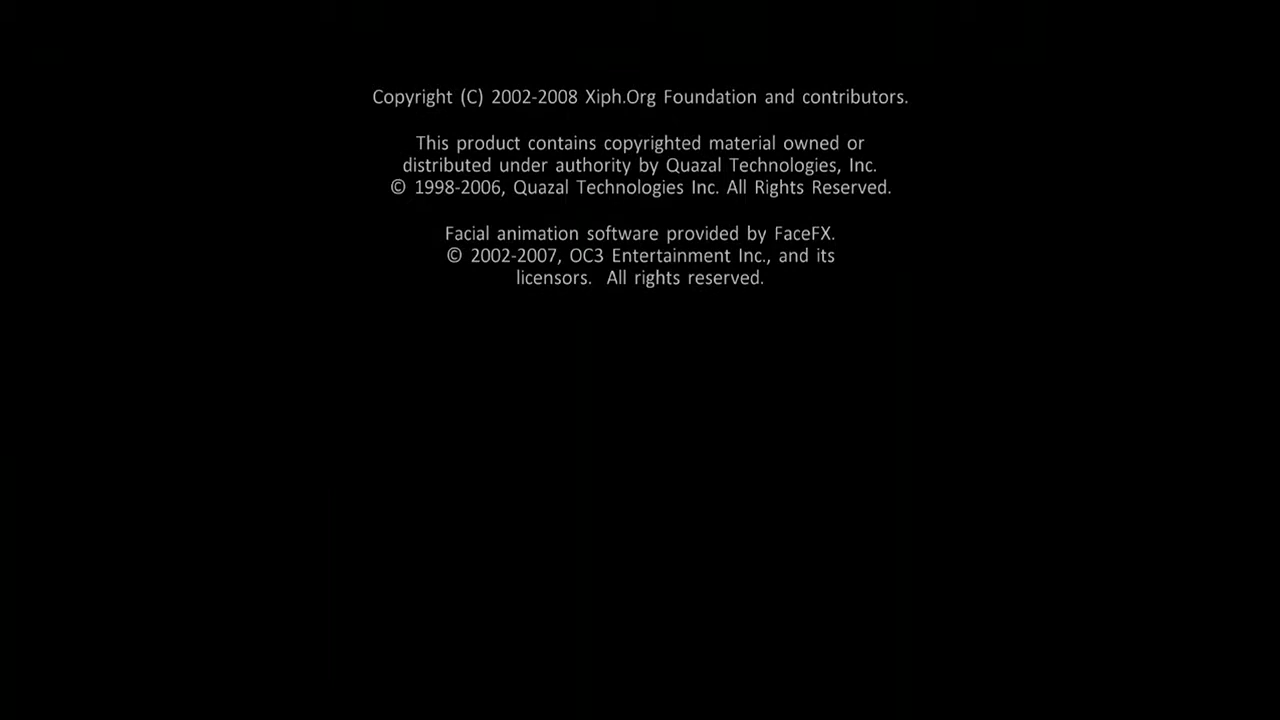 Copyright (C) 2002-2008 Xiph.Org Foundation and contributors.
This product contains copyrighted material owned or
distributed under authority by Quazal Technologies, Inc.
© 1998-2006, Quazal Technologies Inc. All Rights Reserved.
Facial animation software provided by FaceFX.
© 2002-2007, OC3 Entertainment Inc., and its
licensors.  All rights reserved.